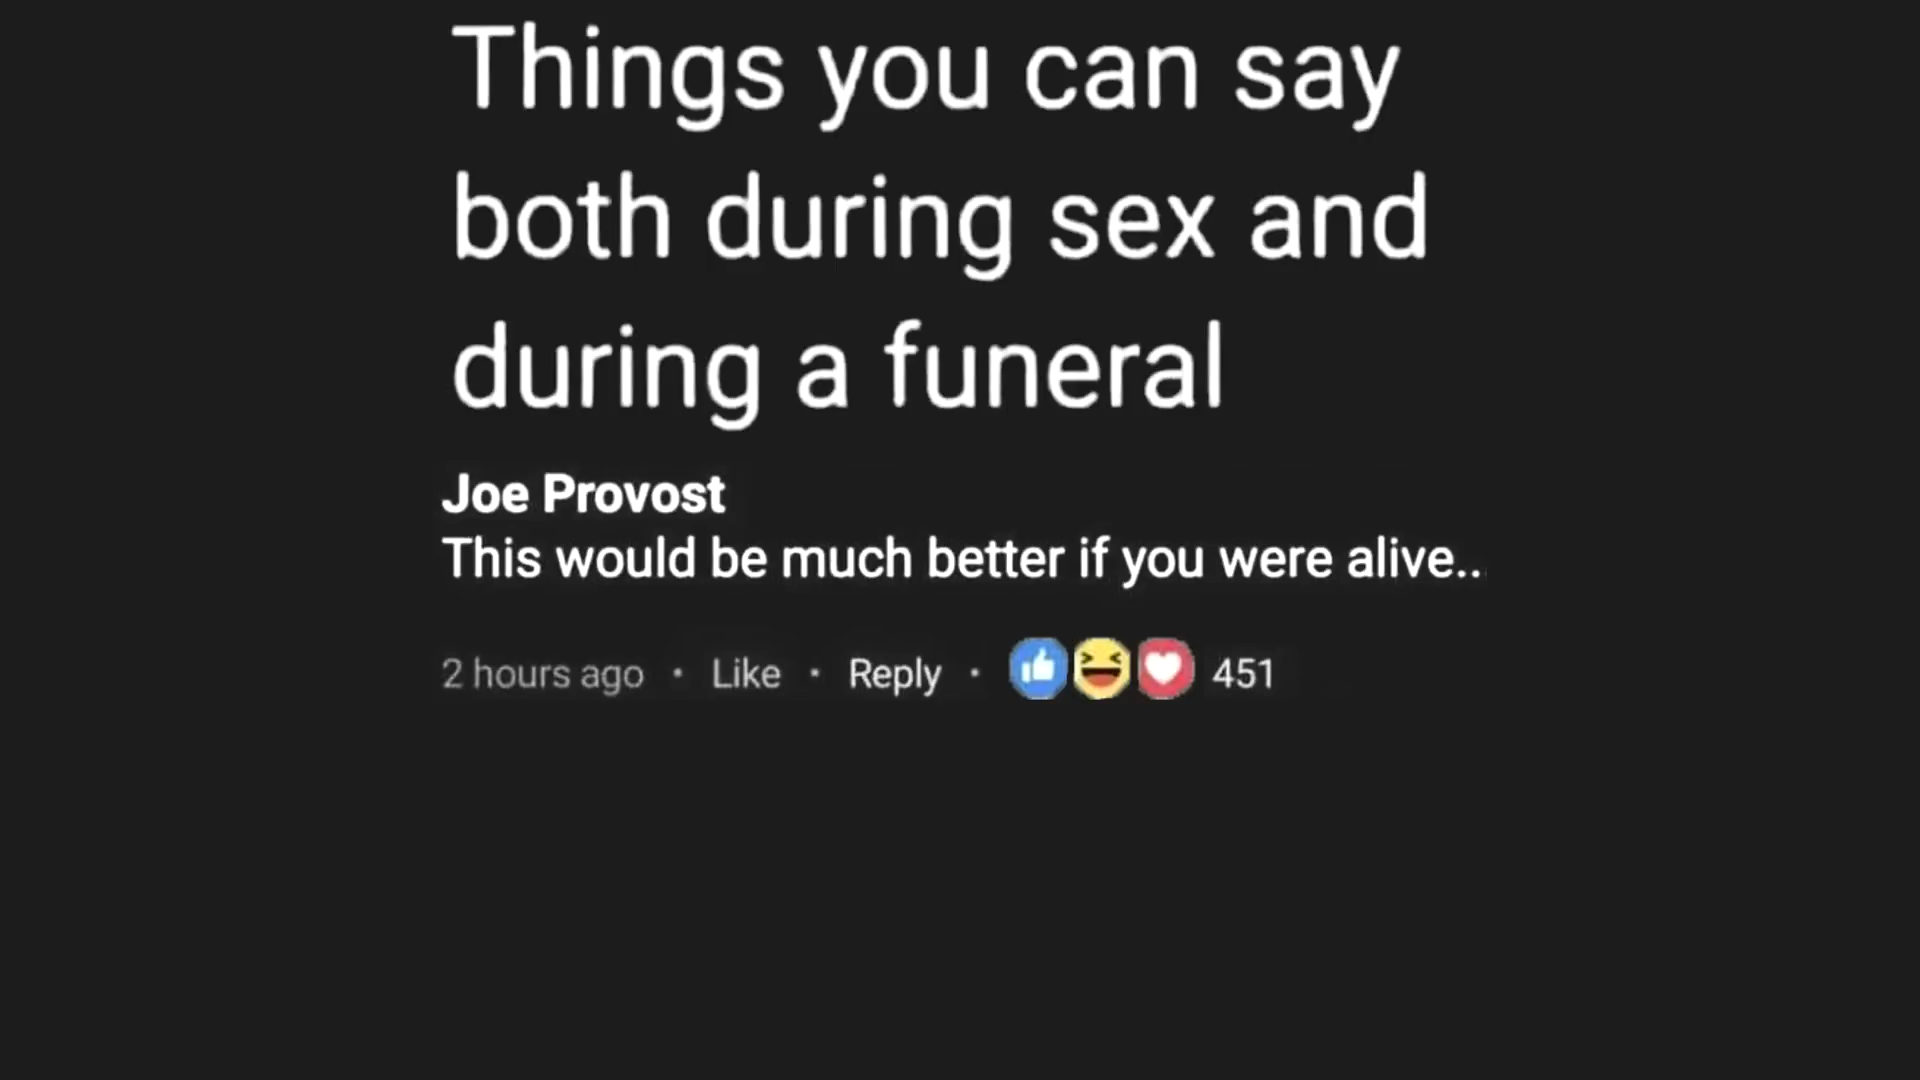 Things you can say
both during sex and
during a funeral
Joe Provost
This would be much better if you were alive..
2 hours ago · Like · Reply · 451